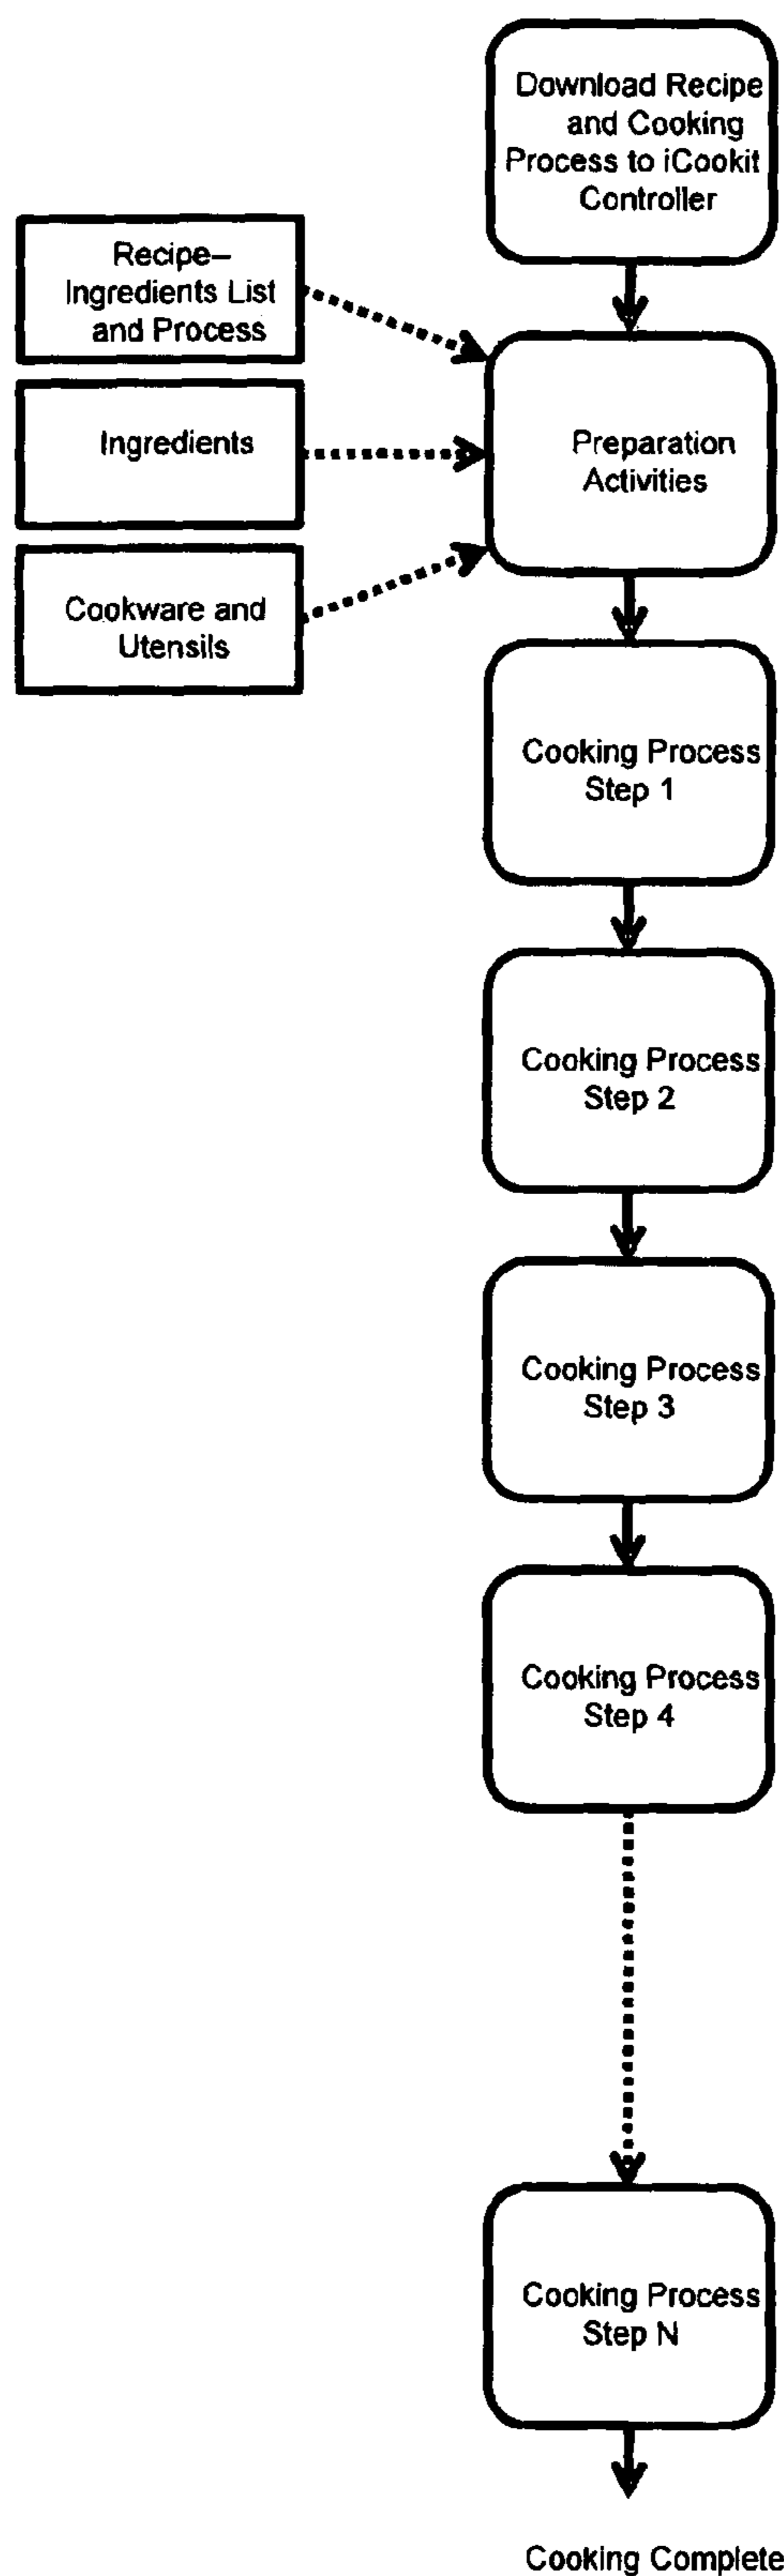 Download Recipe
and Cooking
Process to iCookit
Controller
Recipe–
Ingredients List
and Process
Ingredients
Cookware and
Utensils
Preparation
Activities
Cooking Process
Step 1
Cooking Process
Step 2
Cooking Process
Step 3
Cooking Process
Step 4
Cooking Process
Step N
Cooking Complete